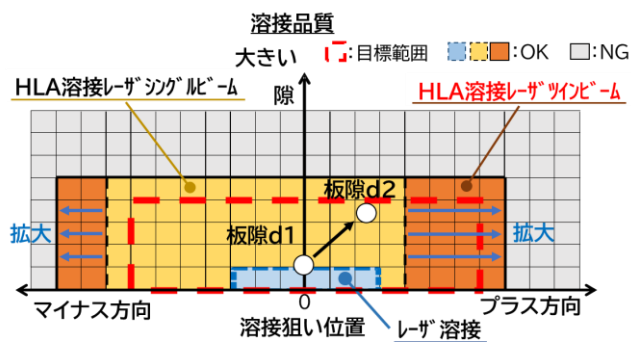 溶接品質
大きい
:目標範囲
:OK
:NG
HLA溶接レーザシングルビーム
隙
HLA溶接レーザツインビーム
板隙d2
拡大
板隙d1
拡大
マイナス方向
0
プラス方向
溶接狙い位置
レーザ溶接